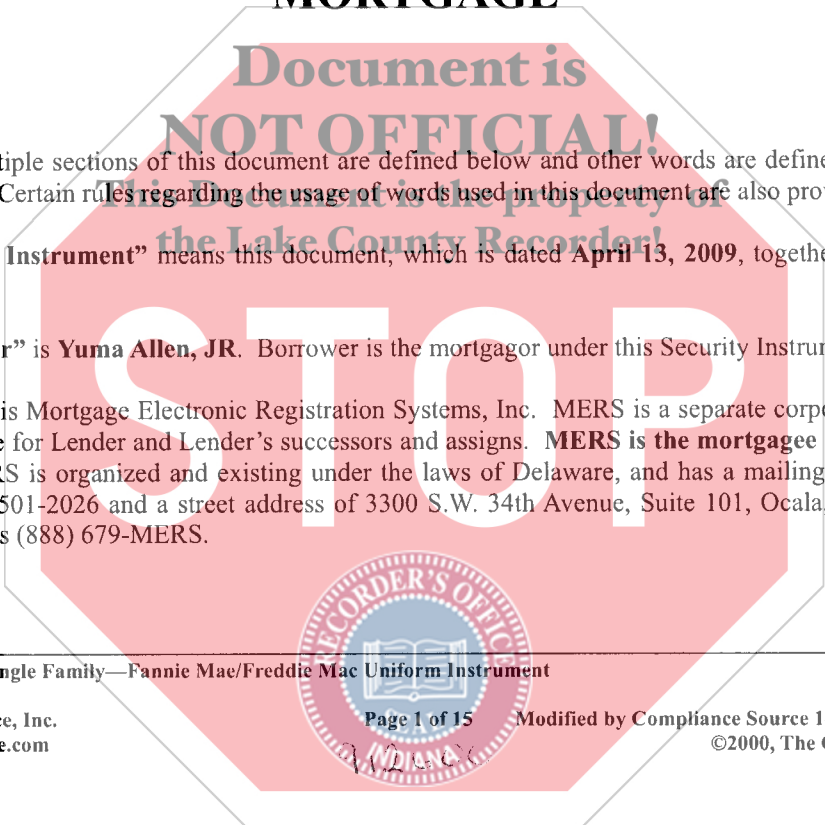 MORTGAGE
Document is
NOT OFFICIAL!
tiple sections of this document are defined below and other words are define
This Document is the property of
Certain rules regarding the usage of words used in this document are also prov
the Lake County Recorder!
Instrument” means this document, which is dated April 13, 2009, togethe
STOP
r” is Yuma Allen, JR. Borrower is the mortgagor under this Security Instrum
is Mortgage Electronic Registration Systems, Inc. MERS is a separate corpo
e for Lender and Lender’s successors and assigns. MERS is the mortgagee
RS is organized and existing under the laws of Delaware, and has a mailing
501-2026 and a street address of 3300 S.W. 34th Avenue, Suite 101, Ocala,
s (888) 679-MERS.
RECORDER'S OFFICE
ngle Family—Fannie Mae/Freddie Mac Uniform Instrument
SEAL
ce, Inc. Page 1 of 15 Modified by Compliance Source 1
e.com ©2000, The
INDIANA